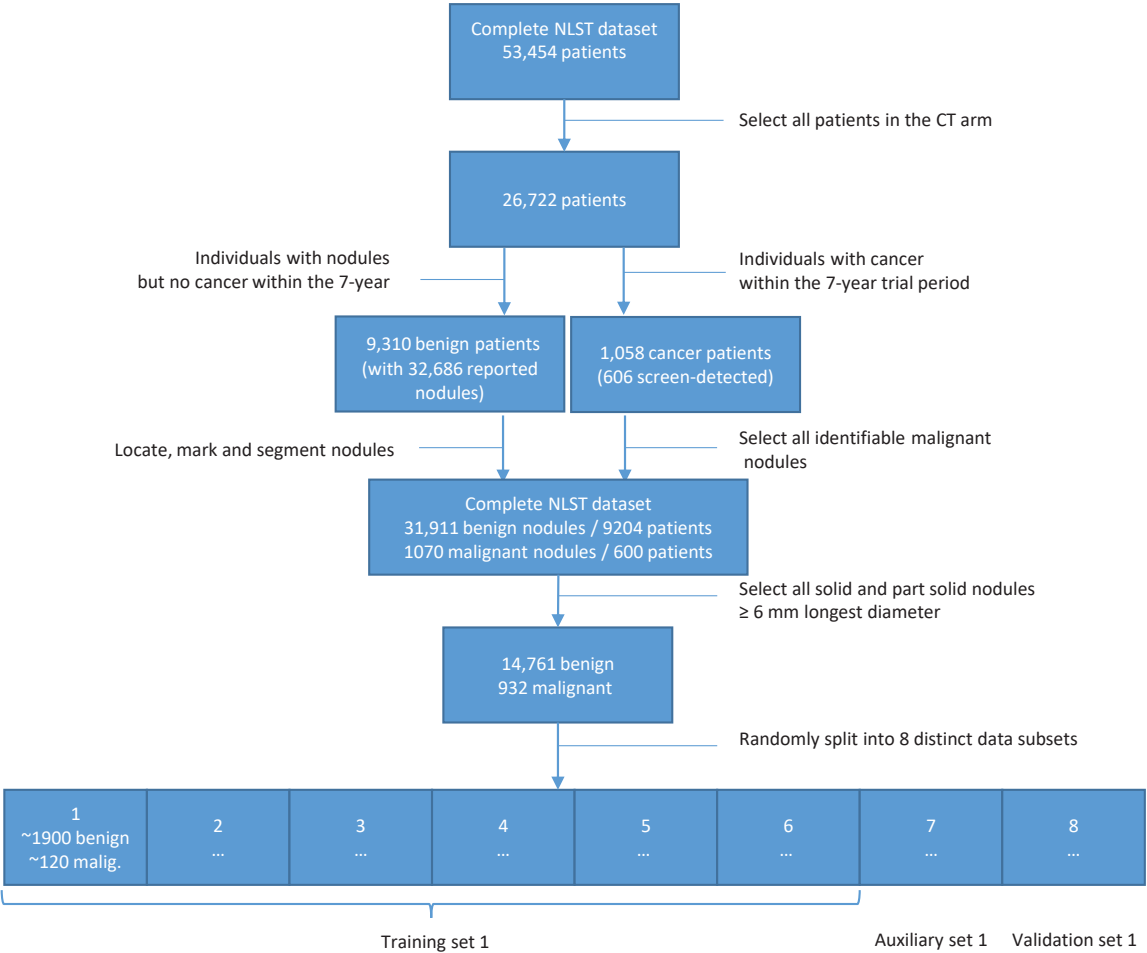 Complete NLST dataset
53,454 patients
Select all patients in the CT arm
26,722 patients
Individuals with nodules
but no cancer within the 7-year
Individuals with cancer
within the 7-year trial period
9,310 benign patients
(with 32,686 reported
nodules)
1,058 cancer patients
(606 screen-detected)
Locate, mark and segment nodules
Select all identifiable malignant
nodules
Complete NLST dataset
31,911 benign nodules / 9204 patients
1070 malignant nodules / 600 patients
Select all solid and part solid nodules
≥ 6 mm longest diameter
14,761 benign
932 malignant
Randomly split into 8 distinct data subsets
1
~1900 benign
~120 malig.
2
...
3
...
4
...
5
...
6
...
7
...
8
...
Training set 1
Auxiliary set 1
Validation set 1